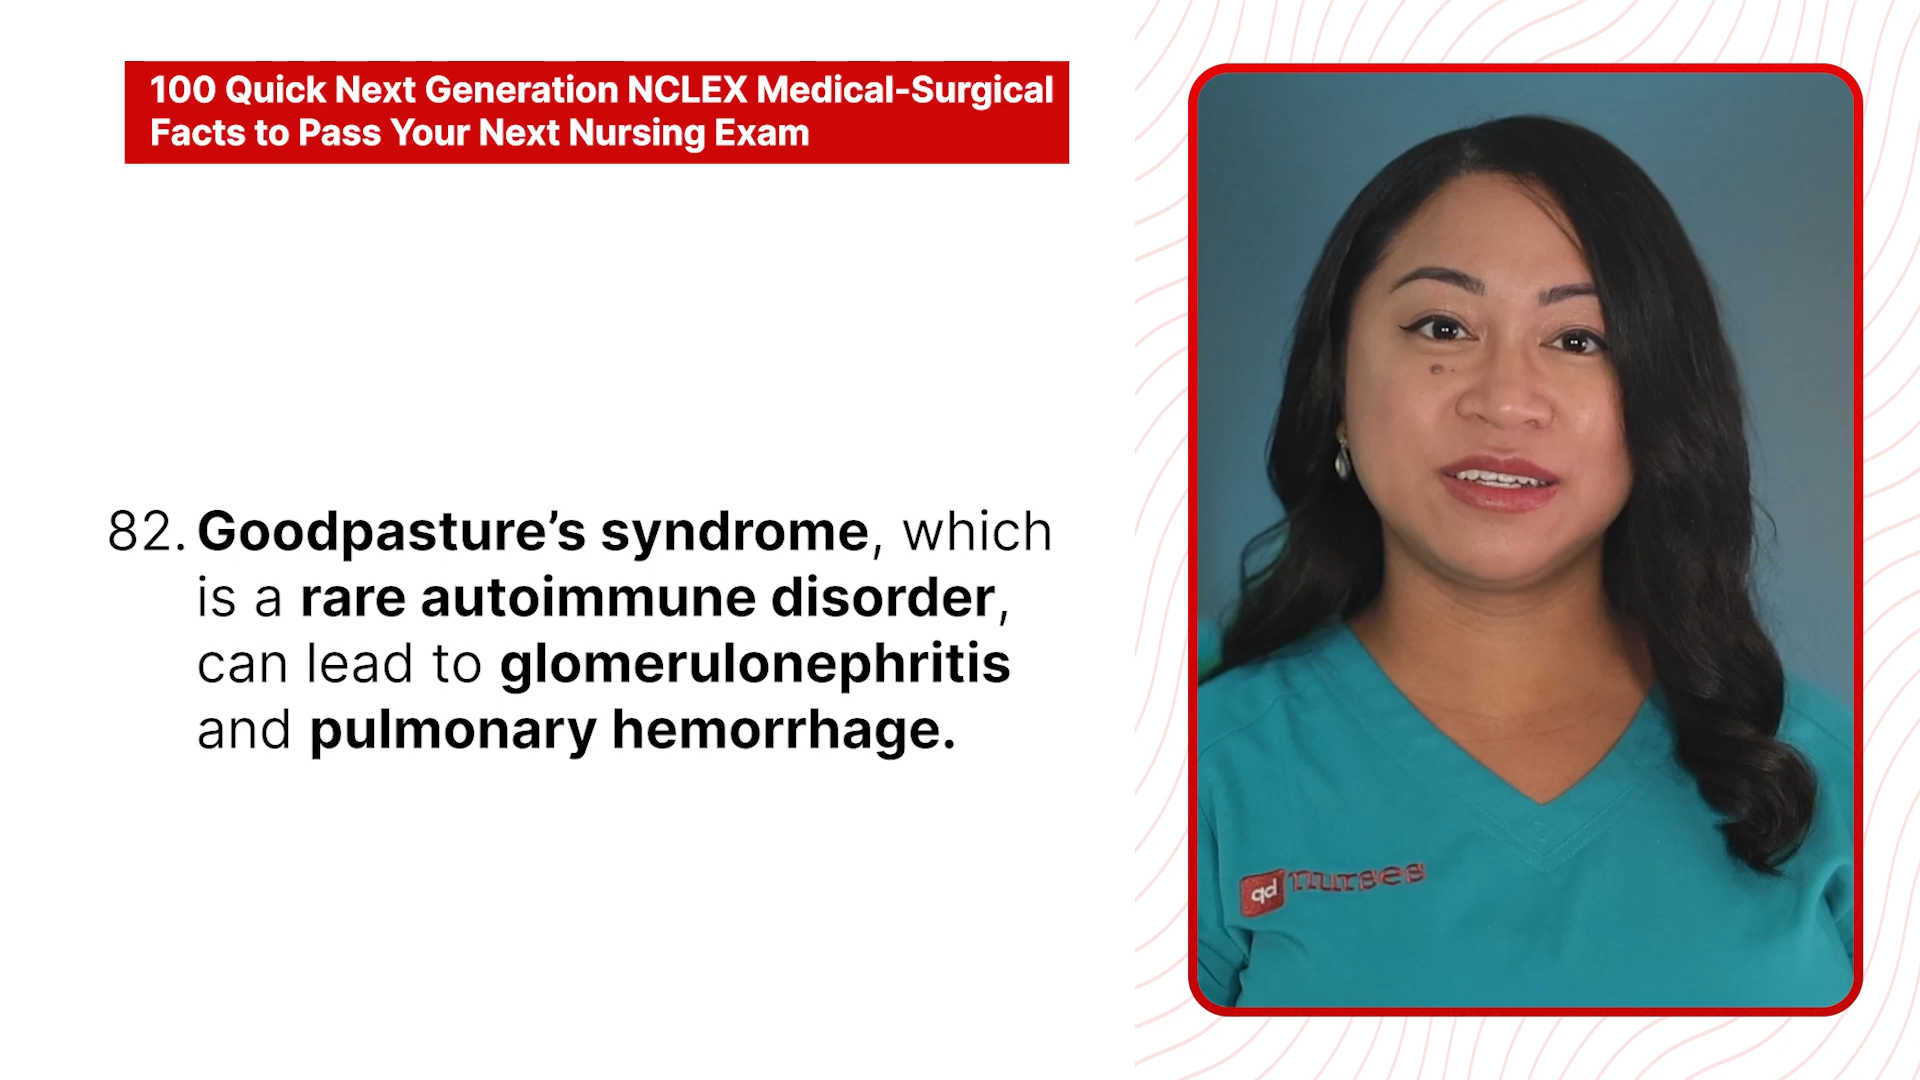 100 Quick Next Generation NCLEX Medical-Surgical
Facts to Pass Your Next Nursing Exam
82. Goodpasture’s syndrome, which
is a rare autoimmune disorder,
can lead to glomerulonephritis
and pulmonary hemorrhage.
qd nurses